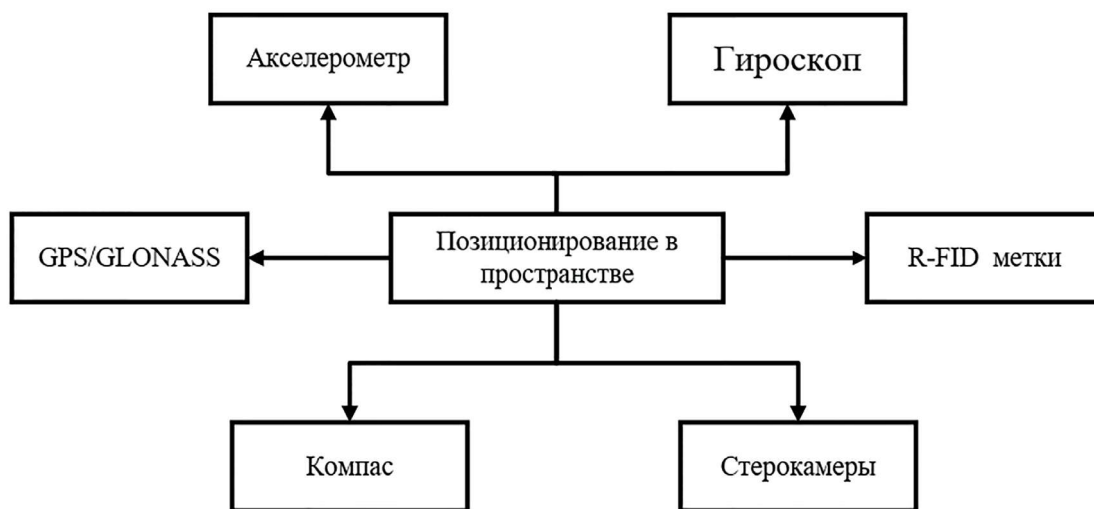 Акселерометр
Гироскоп
GPS/GLONASS
Позиционирование в
пространстве
R-FID метки
Компас
Стерокамеры